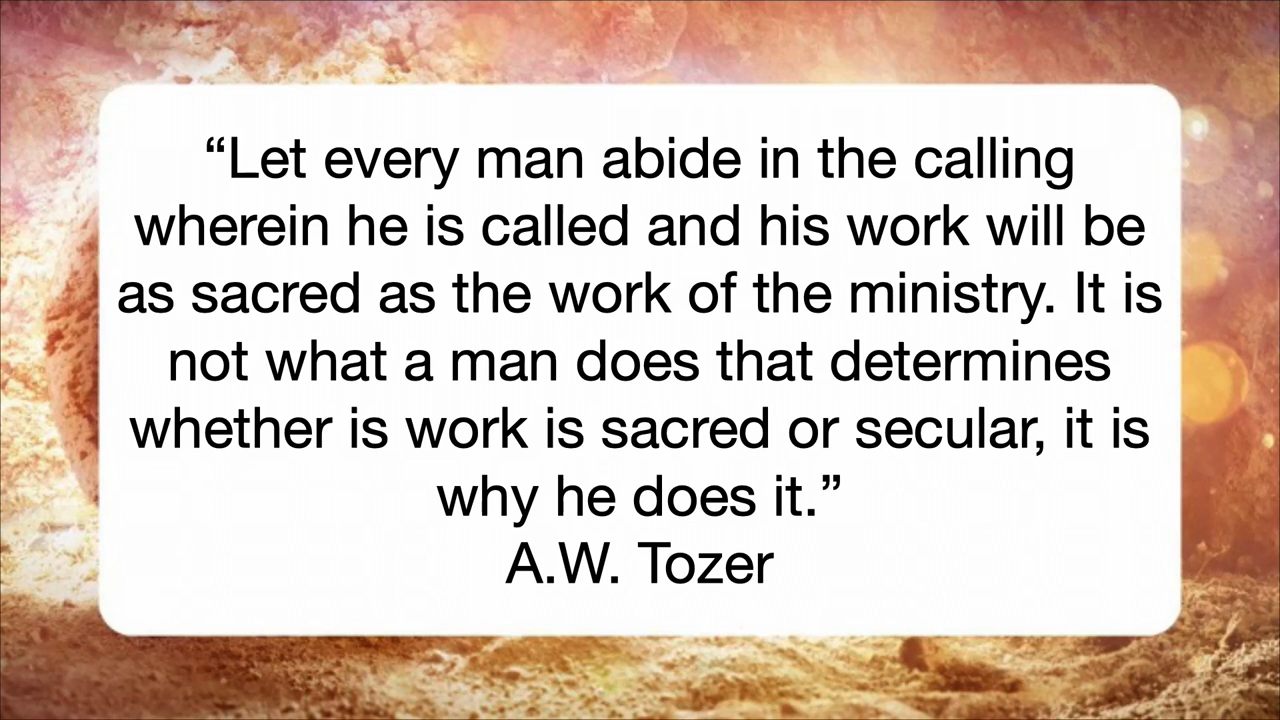 “Let every man abide in the calling
wherein he is called and his work will be
as sacred as the work of the ministry. It is
not what a man does that determines
whether is work is sacred or secular, it is
why he does it.”
A.W. Tozer